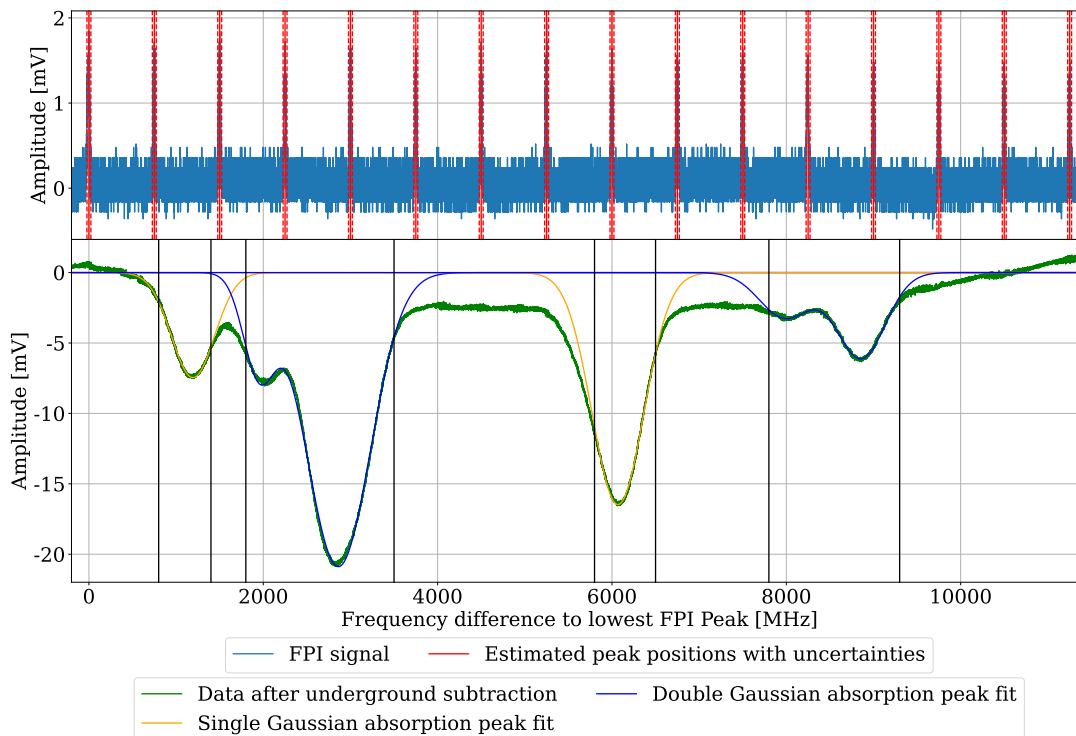 2
1
0
Amplitude [mV]
0
-5
-10
-15
-20
Amplitude [mV]
0 2000 4000 6000 8000 10000
Frequency difference to lowest FPI Peak [MHz]
FPI signal Estimated peak positions with uncertainties
Data after underground subtraction Double Gaussian absorption peak fit
Single Gaussian absorption peak fit